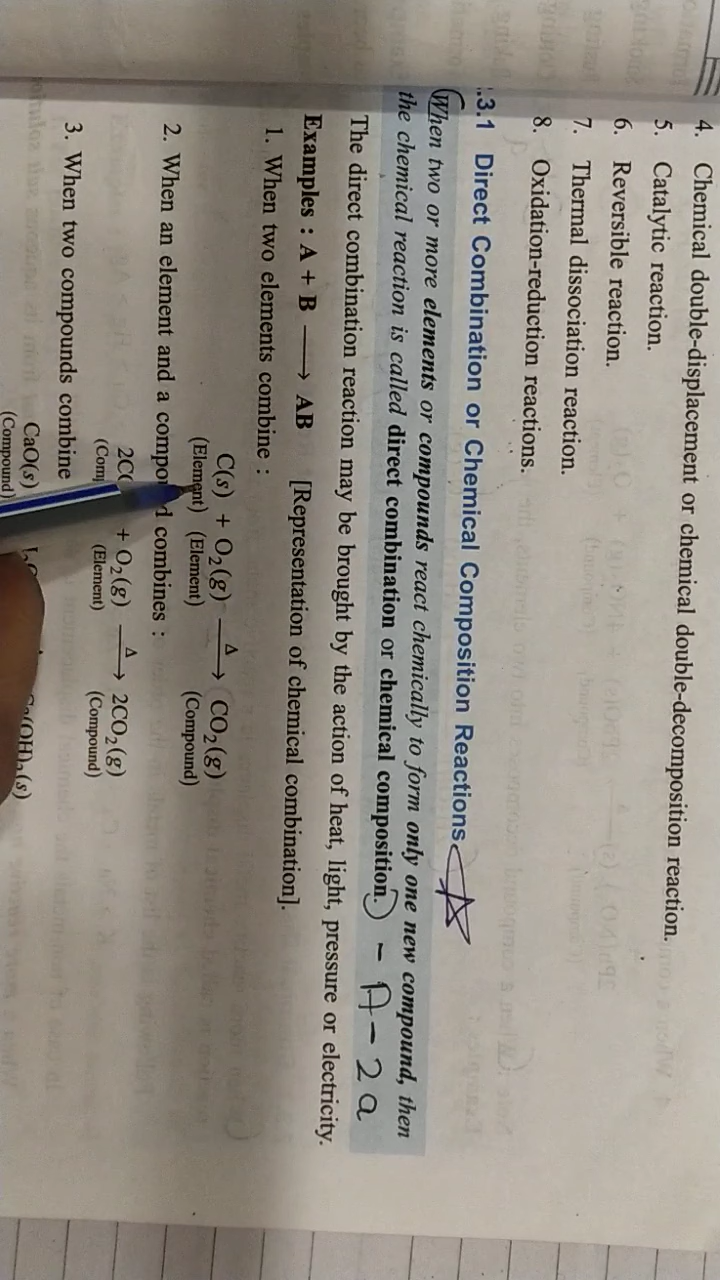 4. Chemical double-displacement or chemical double-decomposition reaction.
5. Catalytic reaction.
6. Reversible reaction.
7. Thermal dissociation reaction.
8. Oxidation-reduction reactions.
.3.1 Direct Combination or Chemical Composition Reactions
When two or more elements or compounds react chemically to form only one new compound, then
the chemical reaction is called direct combination or chemical composition. - A - 2 a
The direct combination reaction may be brought by the action of heat, light, pressure or electricity.
Examples : A + B ⟶ AB [Representation of chemical combination].
1. When two elements combine :
C(s) + O₂(g) —Δ→ CO₂(g)
(Element) (Element) (Compound)
2. When an element and a compo d combines :
2C + O₂(g) —Δ→ 2CO₂(g)
(Com (Element) (Compound)
3. When two compounds combine
CaO(s) (OH)₂(s)
(Compound)